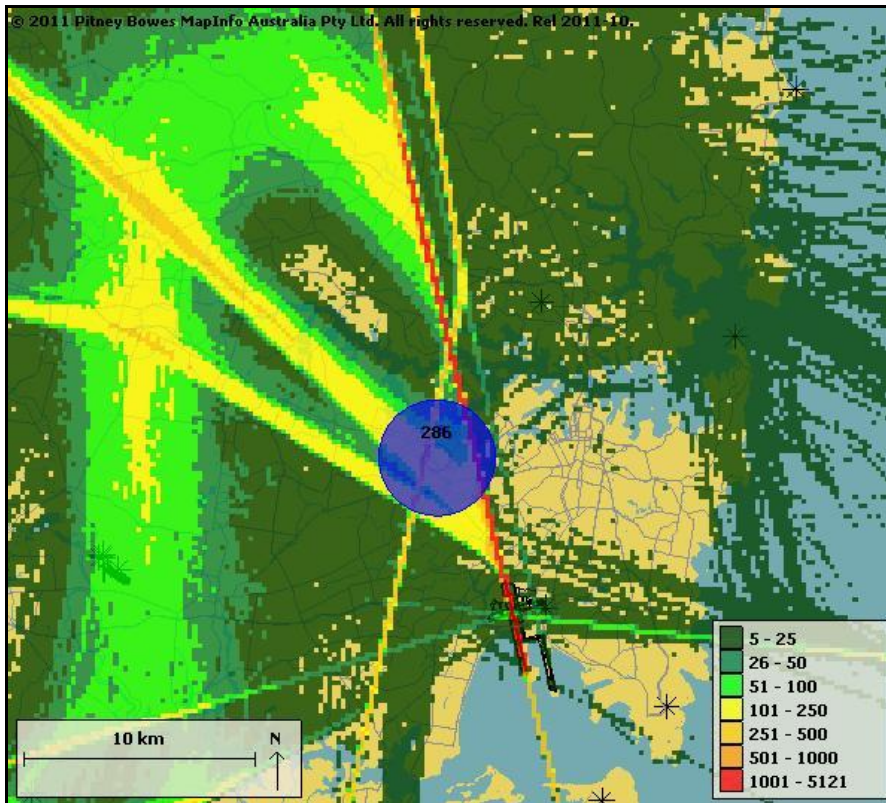 © 2011 Pitney Bowes MapInfo Australia Pty Ltd. All rights reserved. Rel 2011-10.
286
5 - 25
26 - 50
51 - 100
101 - 250
251 - 500
501 - 1000
1001 - 5121
10 km
N